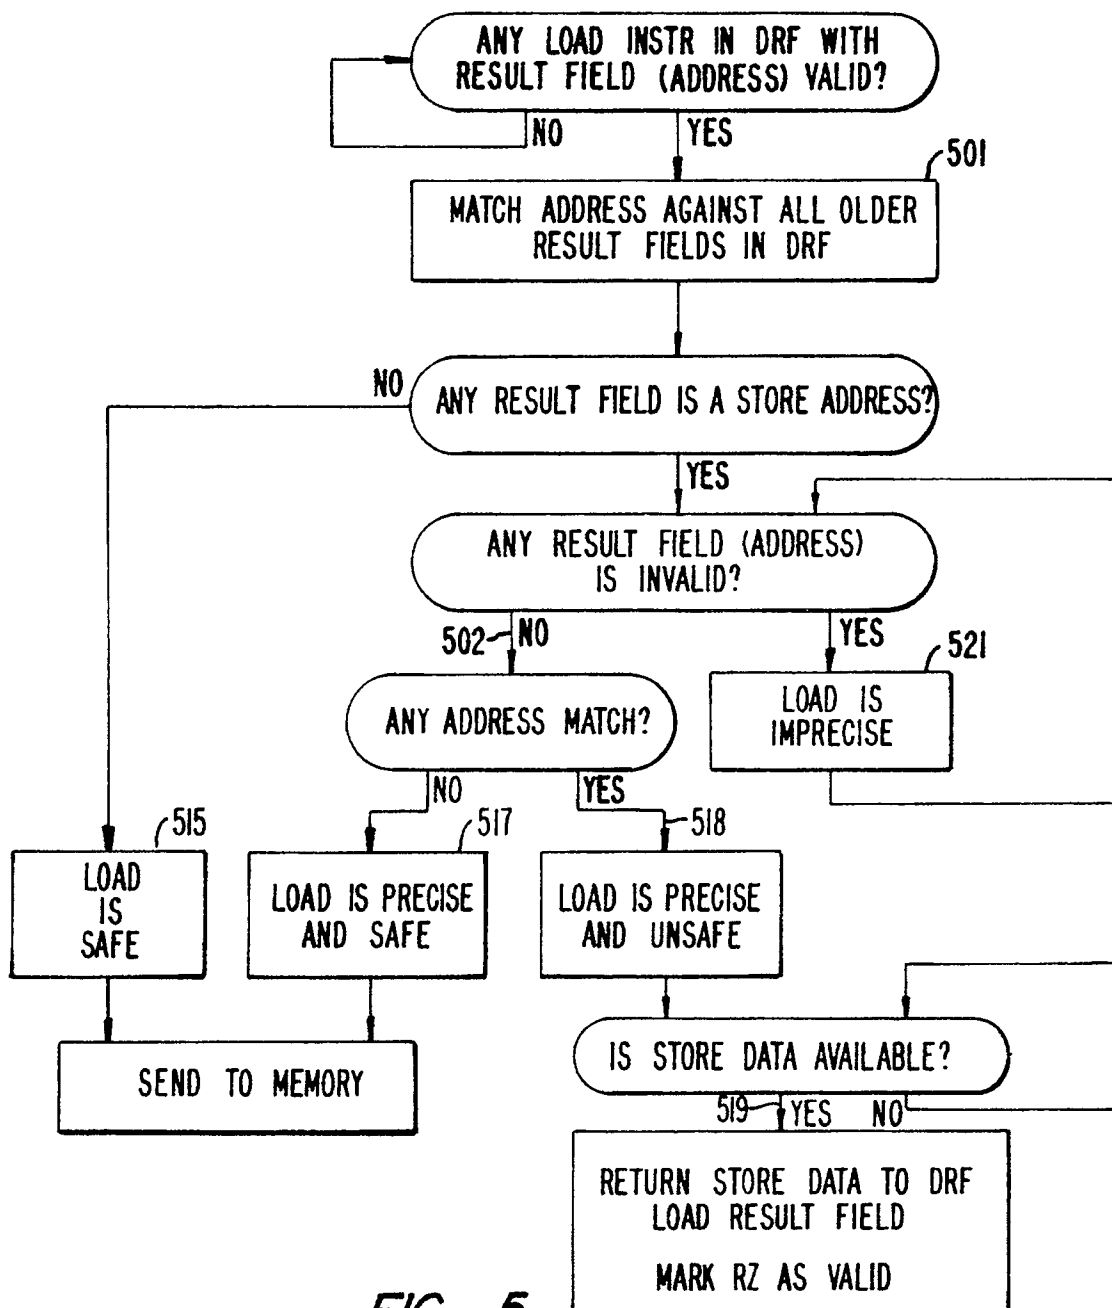 ANY LOAD INSTR IN DRF WITH
RESULT FIELD (ADDRESS) VALID?
NO
YES
501
MATCH ADDRESS AGAINST ALL OLDER
RESULT FIELDS IN DRF
NO
ANY RESULT FIELD IS A STORE ADDRESS?
YES
ANY RESULT FIELD (ADDRESS)
IS INVALID?
502
NO
YES
521
ANY ADDRESS MATCH?
LOAD IS
IMPRECISE
NO
YES
515
517
518
LOAD
IS
SAFE
LOAD IS PRECISE
AND SAFE
LOAD IS PRECISE
AND UNSAFE
SEND TO MEMORY
IS STORE DATA AVAILABLE?
519
YES
NO
RETURN STORE DATA TO DRF
LOAD RESULT FIELD
MARK RZ AS VALID
FIG. 5